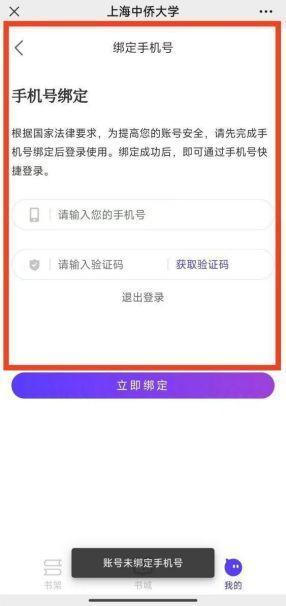 上海中侨大学
绑定手机号
手机号绑定
根据国家法律要求，为提高您的账号安全，请先完成手
机号绑定后登录使用。绑定成功后，即可通过手机号快
捷登录。
请输入您的手机号
请输入验证码 获取验证码
退出登录
立即绑定
账号未绑定手机号
书架 书城 我的